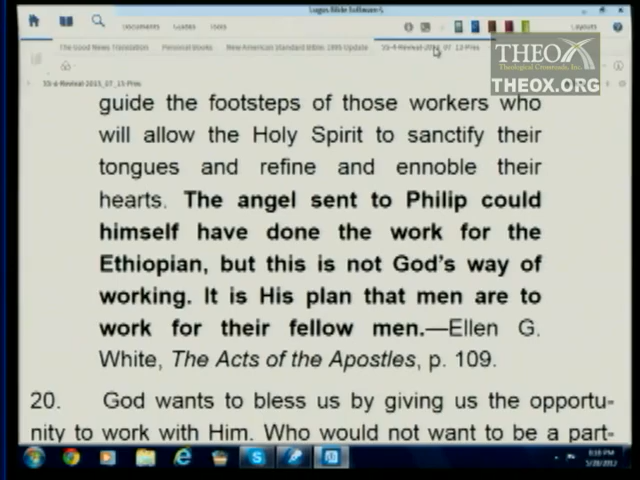 Logos Bible Software 4
Documents Guides Tools
Layouts
The Good News Translation Personal Books New American Standard Bible: 1995 Update
THEOX
Theological Crossroads, Inc.
THEOX.ORG
guide the footsteps of those workers who
will allow the Holy Spirit to sanctify their
tongues and refine and ennoble their
hearts. The angel sent to Philip could
himself have done the work for the
Ethiopian, but this is not God's way of
working. It is His plan that men are to
work for their fellow men.—Ellen G.
White, The Acts of the Apostles, p. 109.
20. God wants to bless us by giving us the opportu-
nity to work with Him. Who would not want to be a part-